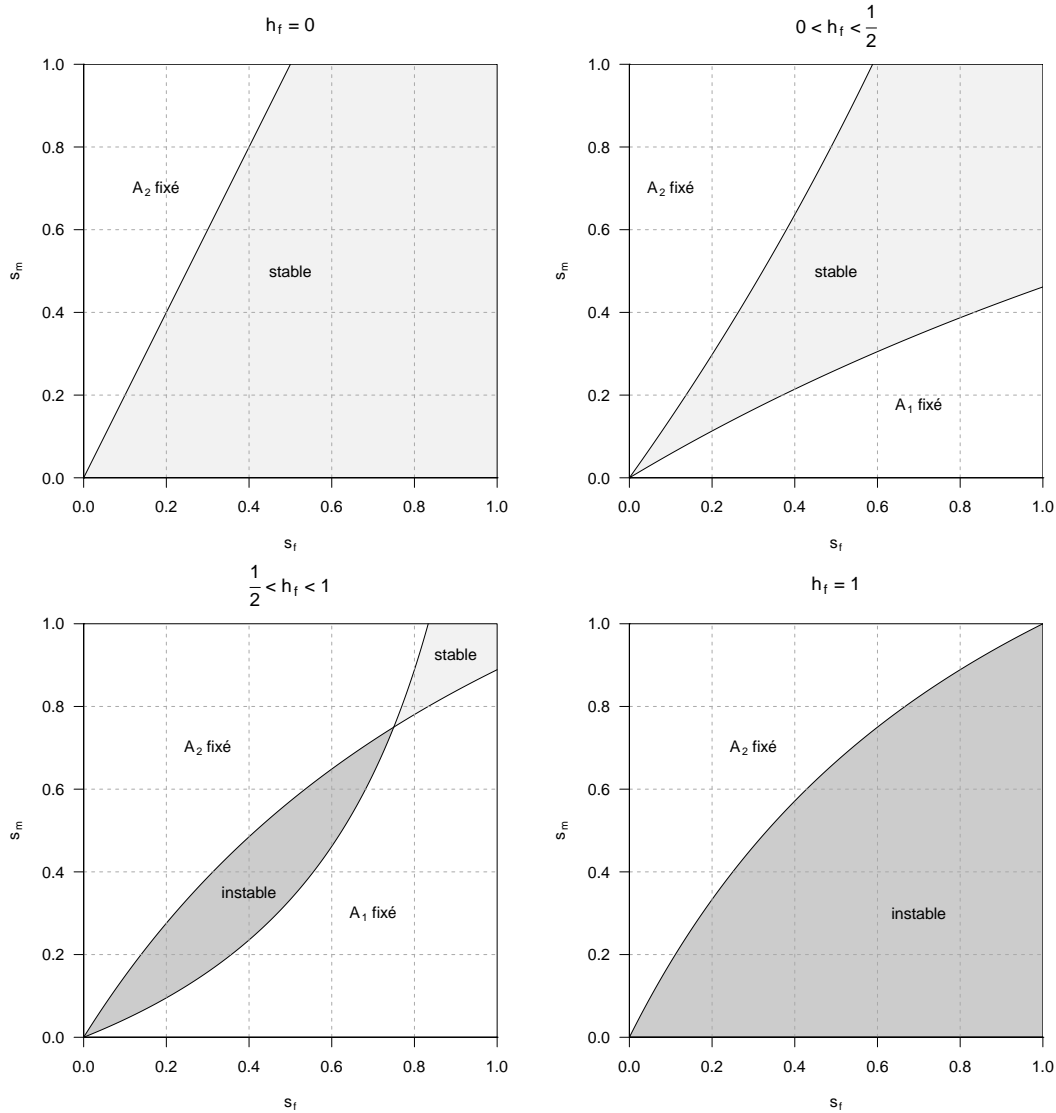 h_f = 0
s_m
1.0
0.8
0.6
0.4
0.2
0.0
A_2 fixé
stable
0.0 0.2 0.4 0.6 0.8 1.0
s_f
0 < h_f < 1/2
s_m
1.0
0.8
0.6
0.4
0.2
0.0
A_2 fixé
stable
A_1 fixé
0.0 0.2 0.4 0.6 0.8 1.0
s_f
1/2 < h_f < 1
s_m
1.0
0.8
0.6
0.4
0.2
0.0
stable
A_2 fixé
instable
A_1 fixé
0.0 0.2 0.4 0.6 0.8 1.0
s_f
h_f = 1
s_m
1.0
0.8
0.6
0.4
0.2
0.0
A_2 fixé
instable
0.0 0.2 0.4 0.6 0.8 1.0
s_f